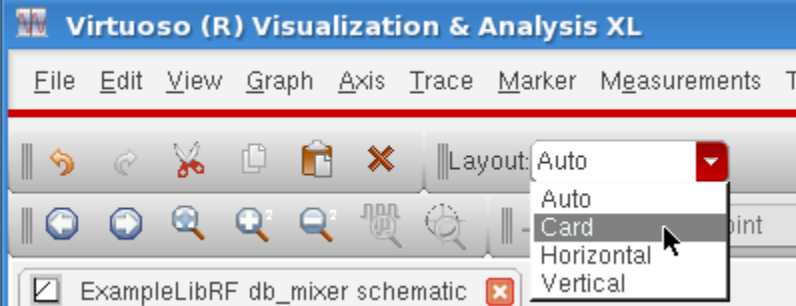 Virtuoso (R) Visualization & Analysis XL
File Edit View Graph Axis Trace Marker Measurements T
Layout: Auto
Auto
Card
Horizontal
Vertical
oint
ExampleLibRF db_mixer schematic